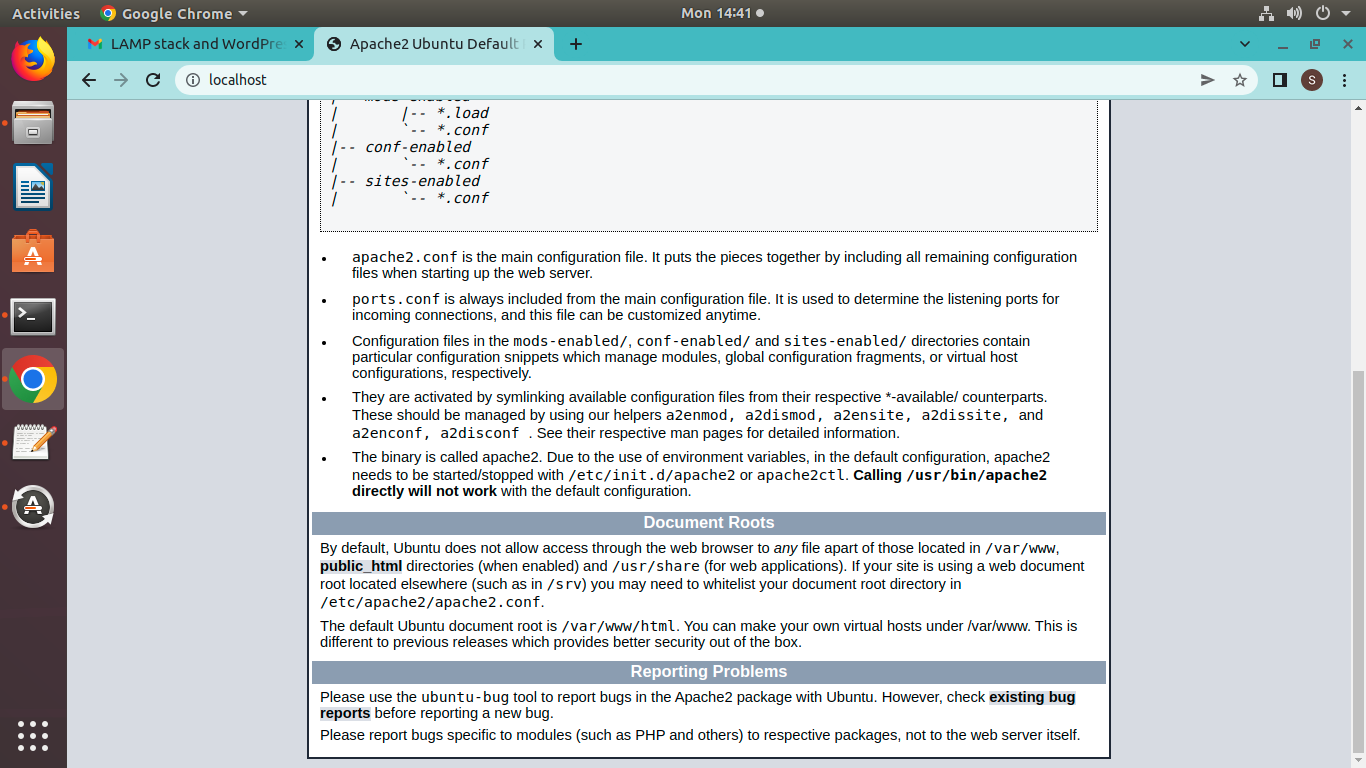 Activities
Google Chrome
Mon 14:41
LAMP stack and WordPre
Apache2 Ubuntu Default
localhost
S
| |-- *.load
| `-- *.conf
|-- conf-enabled
| `-- *.conf
|-- sites-enabled
| `-- *.conf
• apache2.conf is the main configuration file. It puts the pieces together by including all remaining configuration
files when starting up the web server.
• ports.conf is always included from the main configuration file. It is used to determine the listening ports for
incoming connections, and this file can be customized anytime.
• Configuration files in the mods-enabled/, conf-enabled/ and sites-enabled/ directories contain
particular configuration snippets which manage modules, global configuration fragments, or virtual host
configurations, respectively.
• They are activated by symlinking available configuration files from their respective *-available/ counterparts.
These should be managed by using our helpers a2enmod, a2dismod, a2ensite, a2dissite, and
a2enconf, a2disconf . See their respective man pages for detailed information.
• The binary is called apache2. Due to the use of environment variables, in the default configuration, apache2
needs to be started/stopped with /etc/init.d/apache2 or apache2ctl. Calling /usr/bin/apache2
directly will not work with the default configuration.
Document Roots
By default, Ubuntu does not allow access through the web browser to any file apart of those located in /var/www,
public_html directories (when enabled) and /usr/share (for web applications). If your site is using a web document
root located elsewhere (such as in /srv) you may need to whitelist your document root directory in
/etc/apache2/apache2.conf.
The default Ubuntu document root is /var/www/html. You can make your own virtual hosts under /var/www. This is
different to previous releases which provides better security out of the box.
Reporting Problems
Please use the ubuntu-bug tool to report bugs in the Apache2 package with Ubuntu. However, check existing bug
reports before reporting a new bug.
Please report bugs specific to modules (such as PHP and others) to respective packages, not to the web server itself.